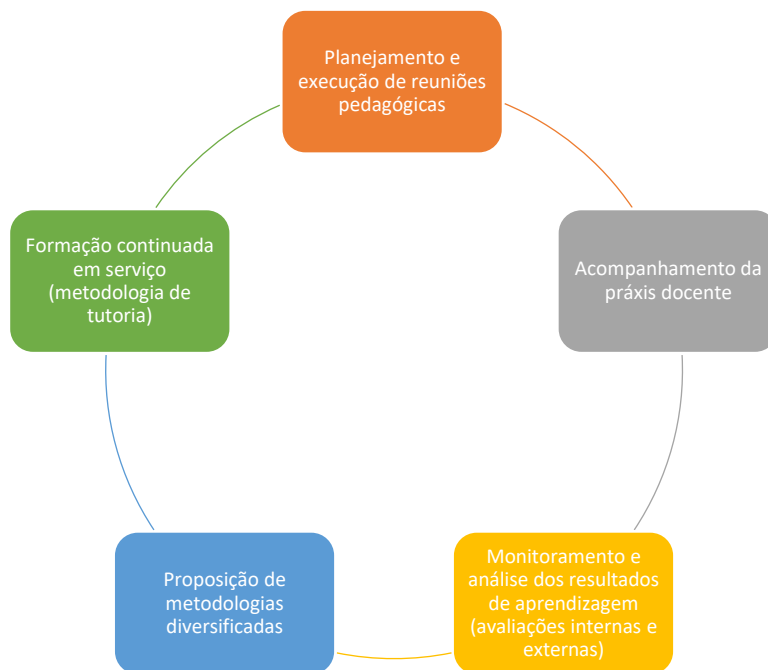 Planejamento e
execução de reuniões
pedagógicas
Acompanhamento da
práxis docente
Monitoramento e
análise dos resultados
de aprendizagem
(avaliações internas e
externas)
Proposição de
metodologias
diversificadas
Formação continuada
em serviço
(metodologia de
tutoria)